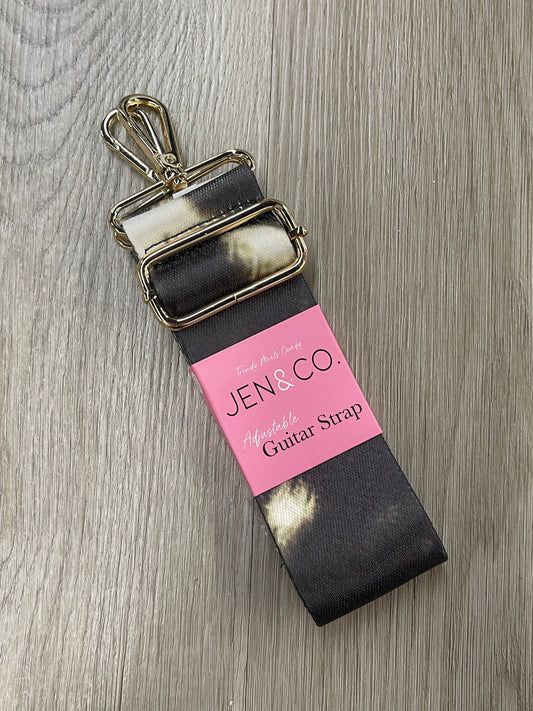 Trendy Meets Comfy
JEN&CO.
Adjustable
Guitar Strap